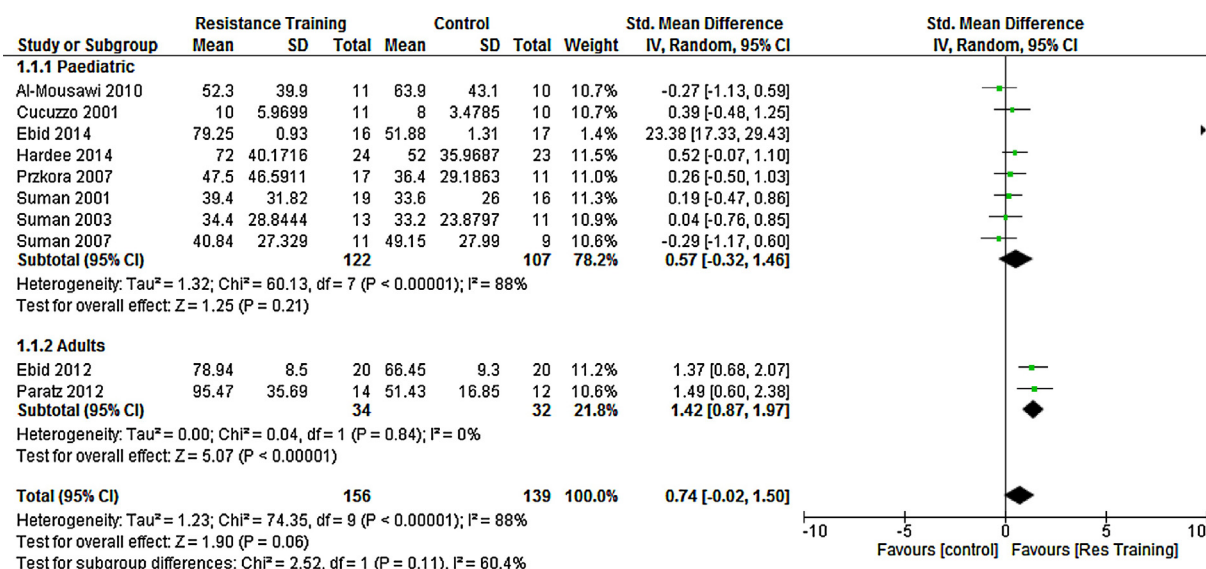 Resistance Training Control Std. Mean Difference Std. Mean Difference
Study or Subgroup Mean SD Total Mean SD Total Weight IV, Random, 95% CI IV, Random, 95% CI
1.1.1 Paediatric
Al-Mousawi 2010 52.3 39.9 11 63.9 43.1 10 10.7% -0.27 [-1.13, 0.59]
Cucuzzo 2001 10 5.9699 11 8 3.4785 10 10.7% 0.39 [-0.48, 1.25]
Ebid 2014 79.25 0.93 16 51.88 1.31 17 1.4% 23.38 [17.33, 29.43]
Hardee 2014 72 40.1716 24 52 35.9687 23 11.5% 0.52 [-0.07, 1.10]
Przkora 2007 47.5 46.5911 17 36.4 29.1863 11 11.0% 0.26 [-0.50, 1.03]
Suman 2001 39.4 31.82 19 33.6 26 16 11.3% 0.19 [-0.47, 0.86]
Suman 2003 34.4 28.8444 13 33.2 23.8797 11 10.9% 0.04 [-0.76, 0.85]
Suman 2007 40.84 27.329 11 49.15 27.99 9 10.6% -0.29 [-1.17, 0.60]
Subtotal (95% CI) 122 107 78.2% 0.57 [-0.32, 1.46]
Heterogeneity: Tau² = 1.32; Chi² = 60.13, df = 7 (P < 0.00001); I² = 88%
Test for overall effect: Z = 1.25 (P = 0.21)
1.1.2 Adults
Ebid 2012 78.94 8.5 20 66.45 9.3 20 11.2% 1.37 [0.68, 2.07]
Paratz 2012 95.47 35.69 14 51.43 16.85 12 10.6% 1.49 [0.60, 2.38]
Subtotal (95% CI) 34 32 21.8% 1.42 [0.87, 1.97]
Heterogeneity: Tau² = 0.00; Chi² = 0.04, df = 1 (P = 0.84); I² = 0%
Test for overall effect: Z = 5.07 (P < 0.00001)
Total (95% CI) 156 139 100.0% 0.74 [-0.02, 1.50]
Heterogeneity: Tau² = 1.23; Chi² = 74.35, df = 9 (P < 0.00001); I² = 88%
Test for overall effect: Z = 1.90 (P = 0.06)
Test for subgroup differences: Chi² = 2.52, df = 1 (P = 0.11), I² = 60.4%
-10 -5 0 5 10
Favours [control] Favours [Res Training]